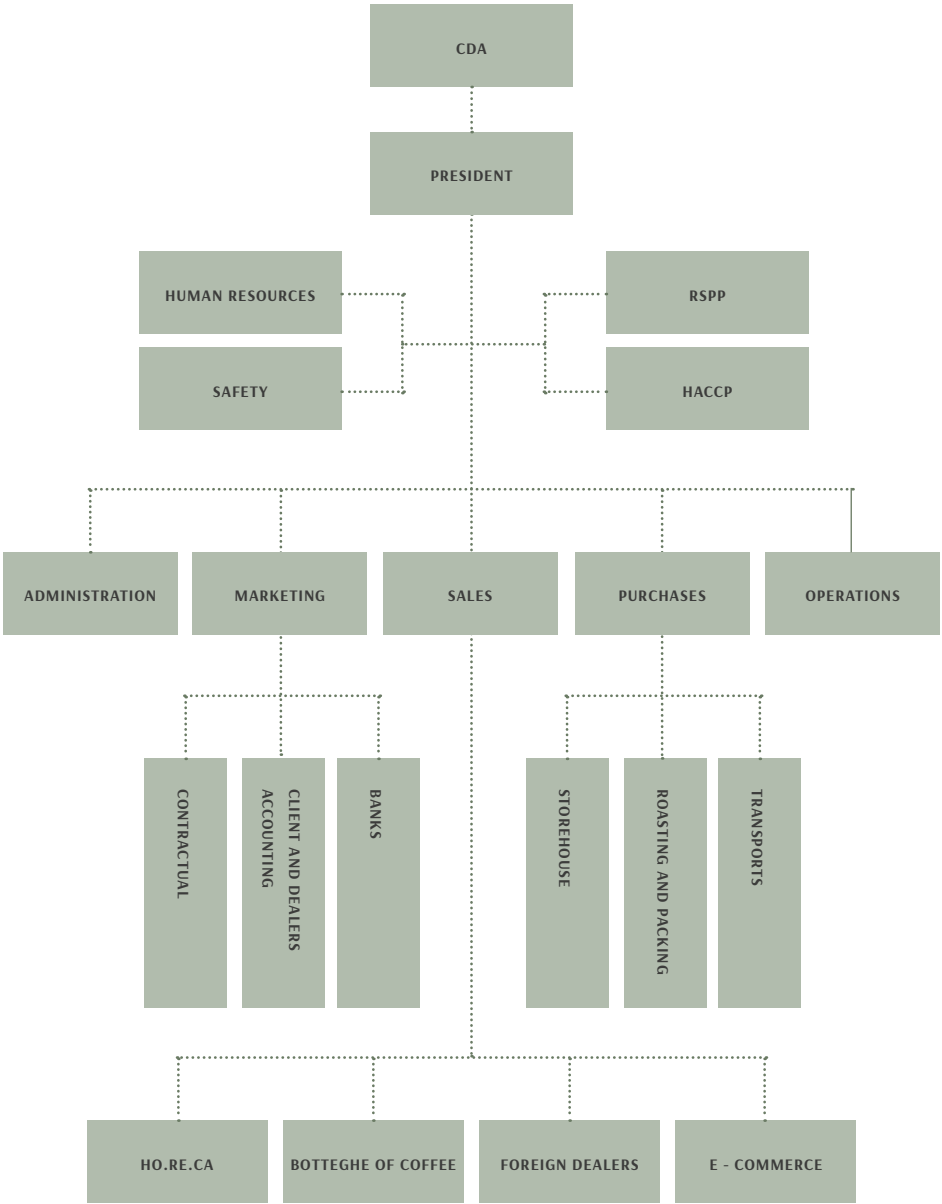 CDA
PRESIDENT
HUMAN RESOURCES
RSPP
SAFETY
HACCP
ADMINISTRATION
MARKETING
SALES
PURCHASES
OPERATIONS
CONTRACTUAL
CLIENT AND DEALERS
ACCOUNTING
BANKS
STOREHOUSE
ROASTING AND PACKING
TRANSPORTS
HO.RE.CA
BOTTEGHE OF COFFEE
FOREIGN DEALERS
E - COMMERCE